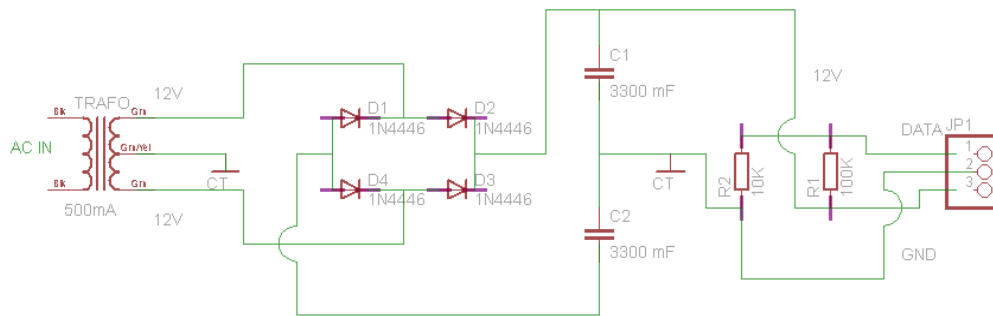 TRAFO
Blk
Grn
12V
AC IN
Grn/Yel
CT
Blk
Grn
500mA
12V
D1
1N4446
D2
1N4446
D4
1N4446
D3
1N4446
C1
3300 mF
CT
C2
3300 mF
12V
R2
10K
R1
100K
DATA
JP1
1
2
3
GND